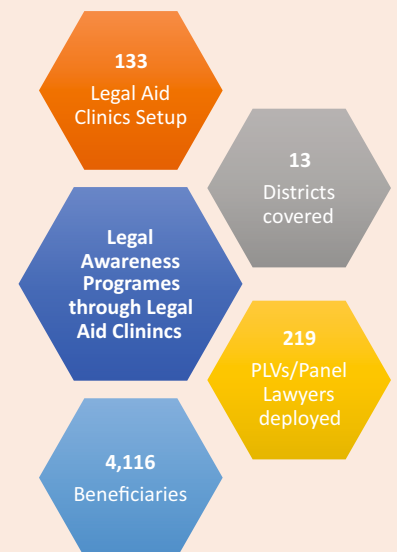 133
Legal Aid
Clinics Setup
13
Districts
covered
Legal
Awareness
Programes
through Legal
Aid Clinincs
219
PLVs/Panel
Lawyers
deployed
4,116
Beneficiaries